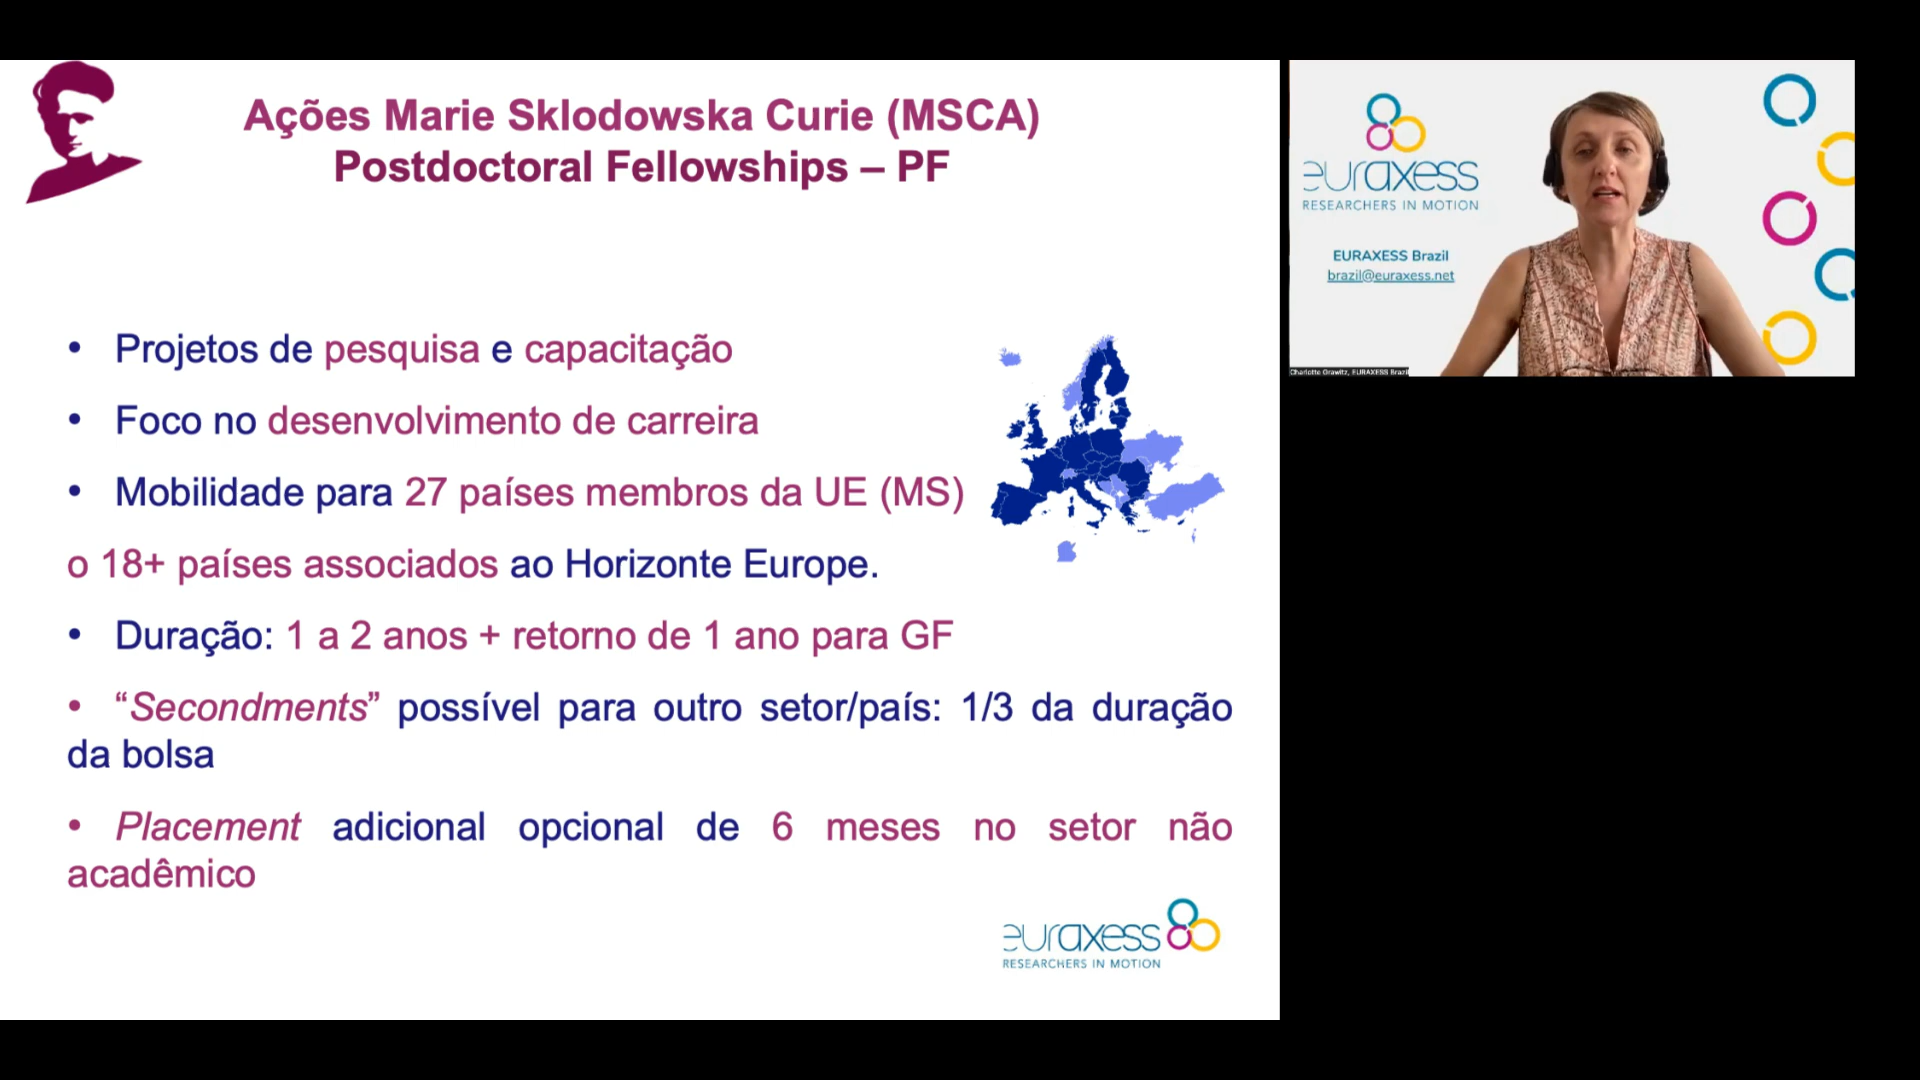 Ações Marie Sklodowska Curie (MSCA)
Postdoctoral Fellowships – PF
• Projetos de pesquisa e capacitação
• Foco no desenvolvimento de carreira
• Mobilidade para 27 países membros da UE (MS)
o 18+ países associados ao Horizonte Europe.
• Duração: 1 a 2 anos + retorno de 1 ano para GF
• “Secondments” possível para outro setor/país: 1/3 da duração
da bolsa
• Placement adicional opcional de 6 meses no setor não
acadêmico
euraxess
RESEARCHERS IN MOTION
euraxess
RESEARCHERS IN MOTION
EURAXESS Brazil
brazil@euraxess.net
Charlotte Grawitz, EURAXESS Brazil